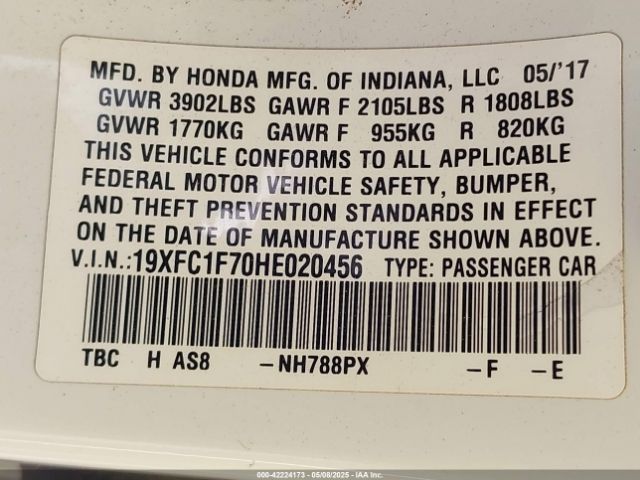 MFD. BY HONDA MFG. OF INDIANA, LLC 05/'17
GVWR 3902LBS GAWR F 2105LBS R 1808LBS
GVWR 1770KG GAWR F 955KG R 820KG
THIS VEHICLE CONFORMS TO ALL APPLICABLE
FEDERAL MOTOR VEHICLE SAFETY, BUMPER,
AND THEFT PREVENTION STANDARDS IN EFFECT
ON THE DATE OF MANUFACTURE SHOWN ABOVE.
V.I.N.:19XFC1F70HE020456 TYPE: PASSENGER CAR
TBC H AS8 -NH788PX -F -E
000-42224173 - 05/08/2025 - IAA Inc.